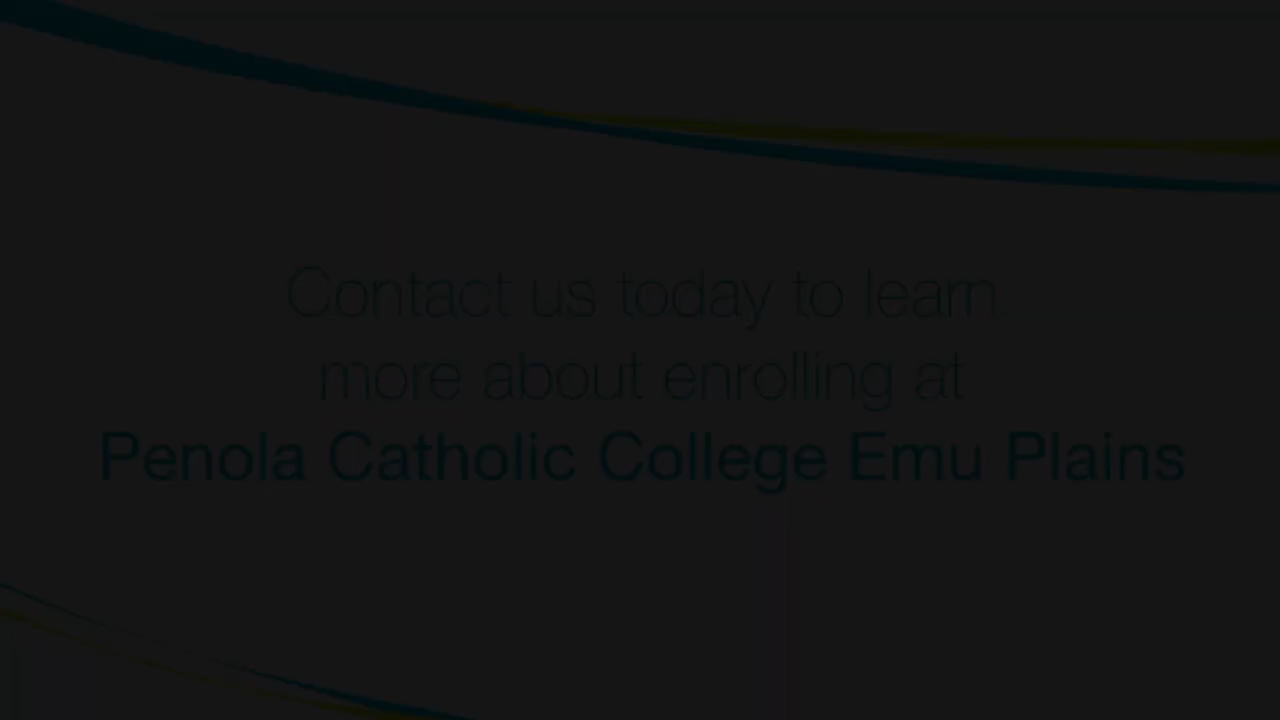 Contact us today to learn
more about enrolling at
Penola Catholic College Emu Plains